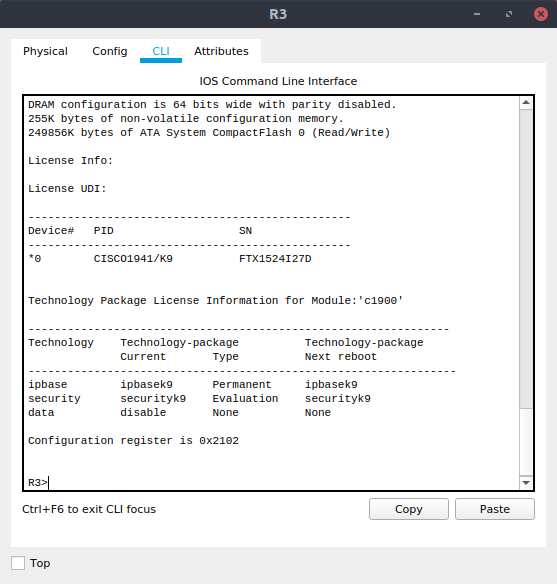 R3
Physical Config CLI Attributes
IOS Command Line Interface
DRAM configuration is 64 bits wide with parity disabled.
255K bytes of non-volatile configuration memory.
249856K bytes of ATA System CompactFlash 0 (Read/Write)
License Info:
License UDI:
-------------------------------------------------
Device#   PID                   SN
-------------------------------------------------
*0        CISCO1941/K9          FTX1524I27D
Technology Package License Information for Module:'c1900'
----------------------------------------------------------------
Technology    Technology-package          Technology-package
              Current       Type          Next reboot
-----------------------------------------------------------------
ipbase        ipbasek9      Permanent     ipbasek9
security      securityk9    Evaluation    securityk9
data          disable       None          None
Configuration register is 0x2102
R3>
Ctrl+F6 to exit CLI focus
Copy Paste
Top